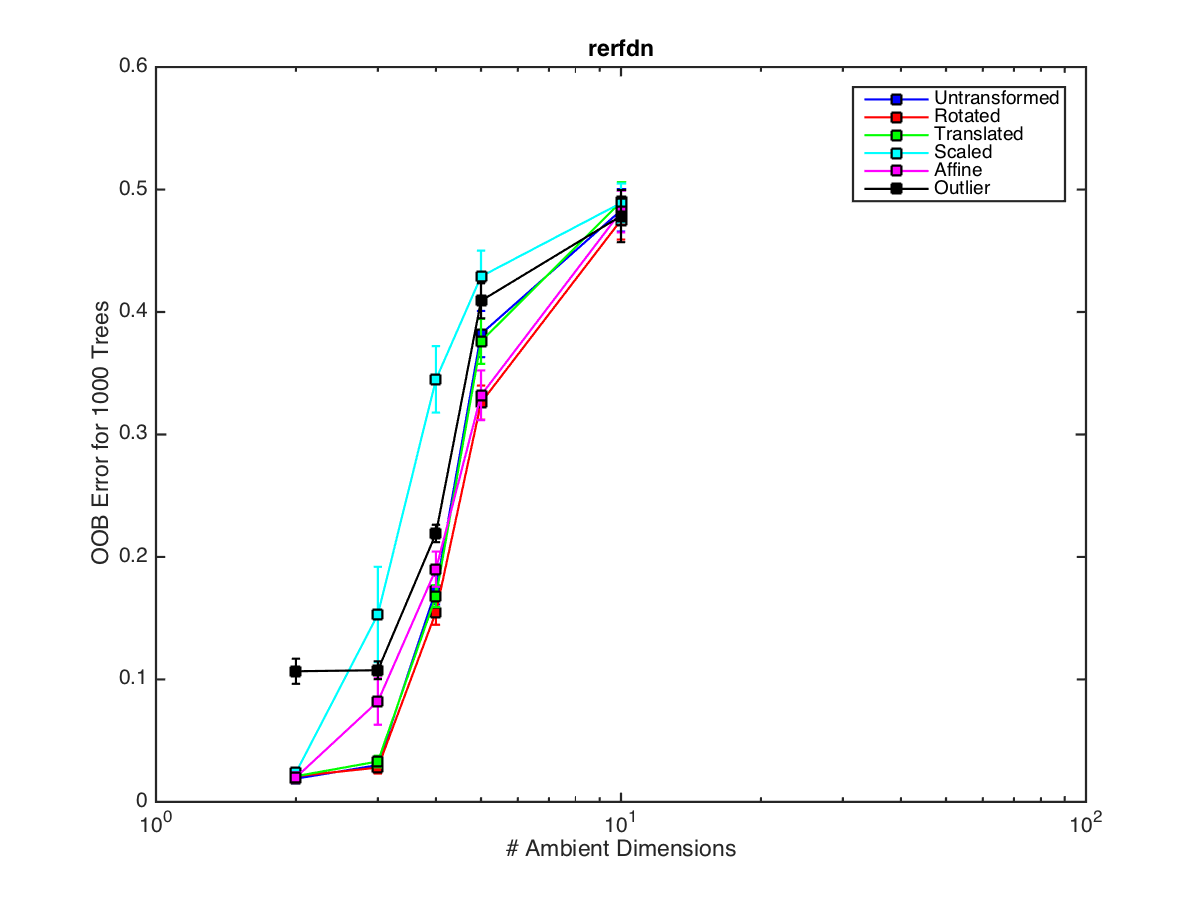 rerfdn
0.6
0.5
0.4
0.3
0.2
0.1
0
OOB Error for 1000 Trees
Untransformed
Rotated
Translated
Scaled
Affine
Outlier
10^0
10^1
10^2
# Ambient Dimensions